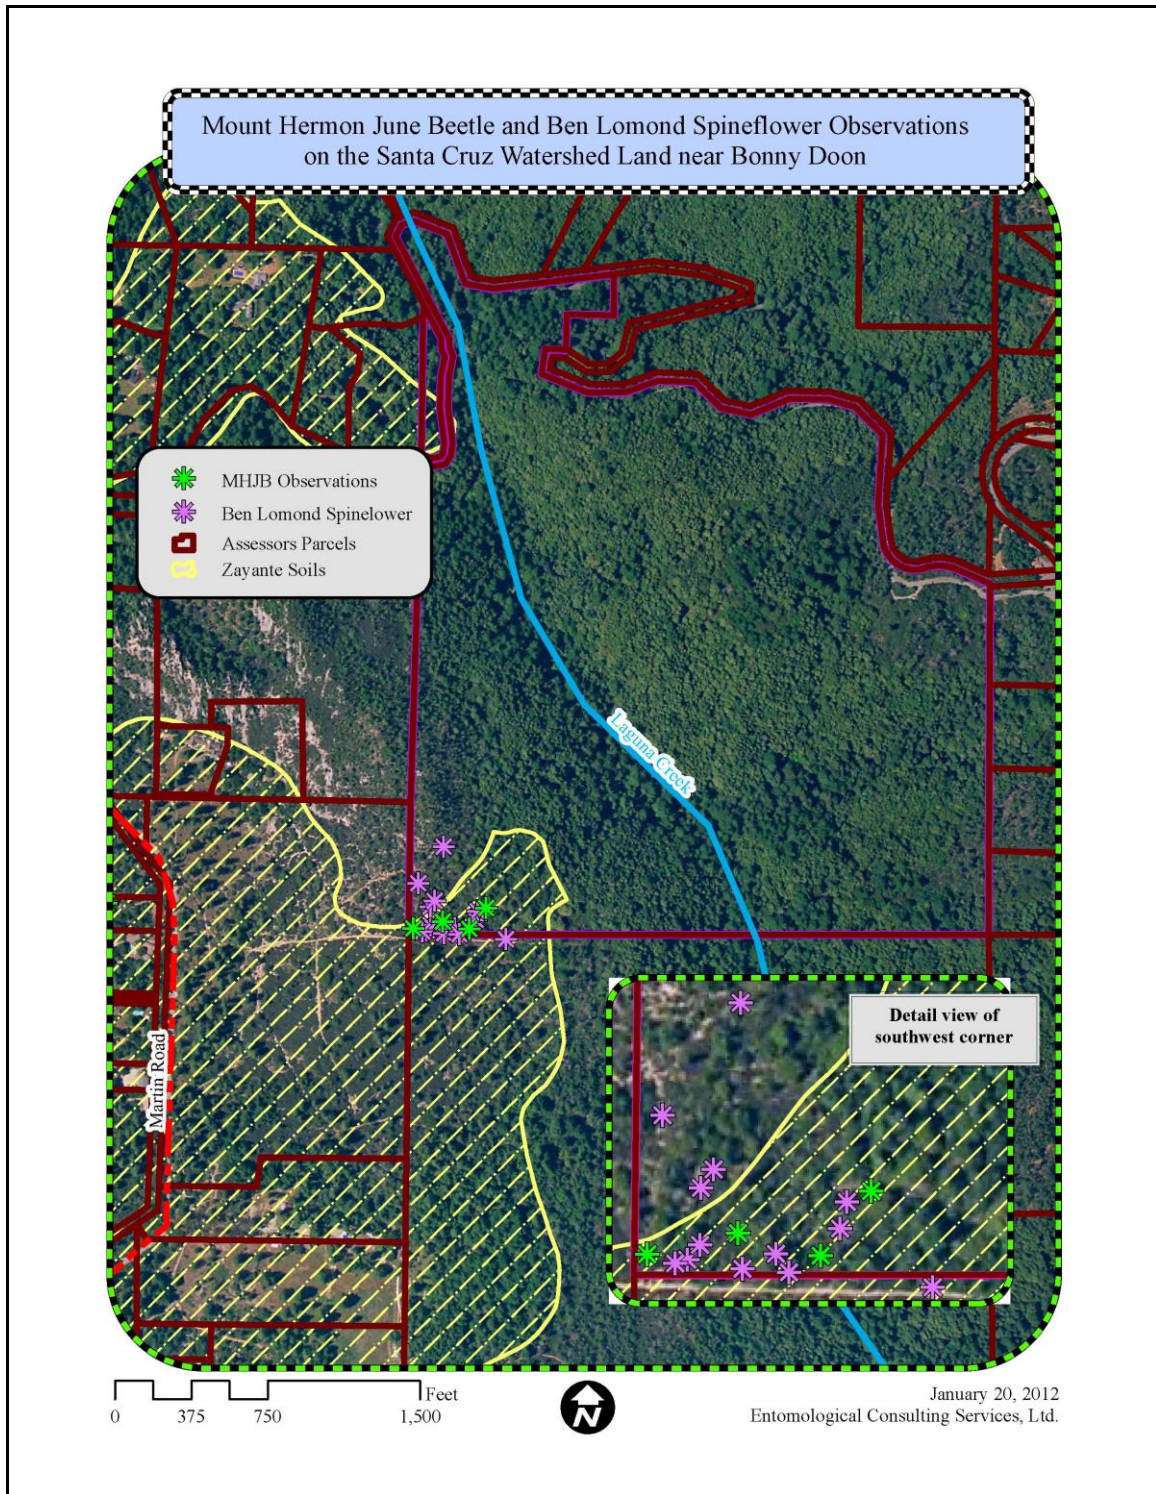 Mount Hermon June Beetle and Ben Lomond Spineflower Observations
on the Santa Cruz Watershed Land near Bonny Doon
MHJB Observations
Ben Lomond Spinelower
Assessors Parcels
Zayante Soils
Laguna Creek
Martin Road
Detail view of
southwest corner
Feet
0 375 750 1,500
N
January 20, 2012
Entomological Consulting Services, Ltd.